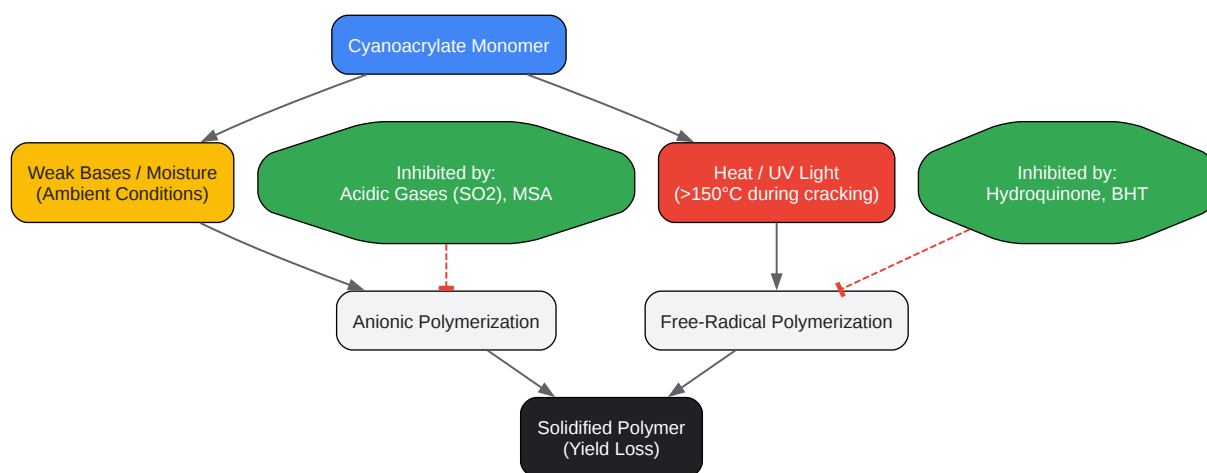 Cyanoacrylate Monomer
Weak Bases / Moisture
(Ambient Conditions)
Inhibited by:
Acidic Gases (SO2), MSA
Heat / UV Light
(>150°C during cracking)
Inhibited by:
Hydroquinone, BHT
Anionic Polymerization
Free-Radical Polymerization
Solidified Polymer
(Yield Loss)